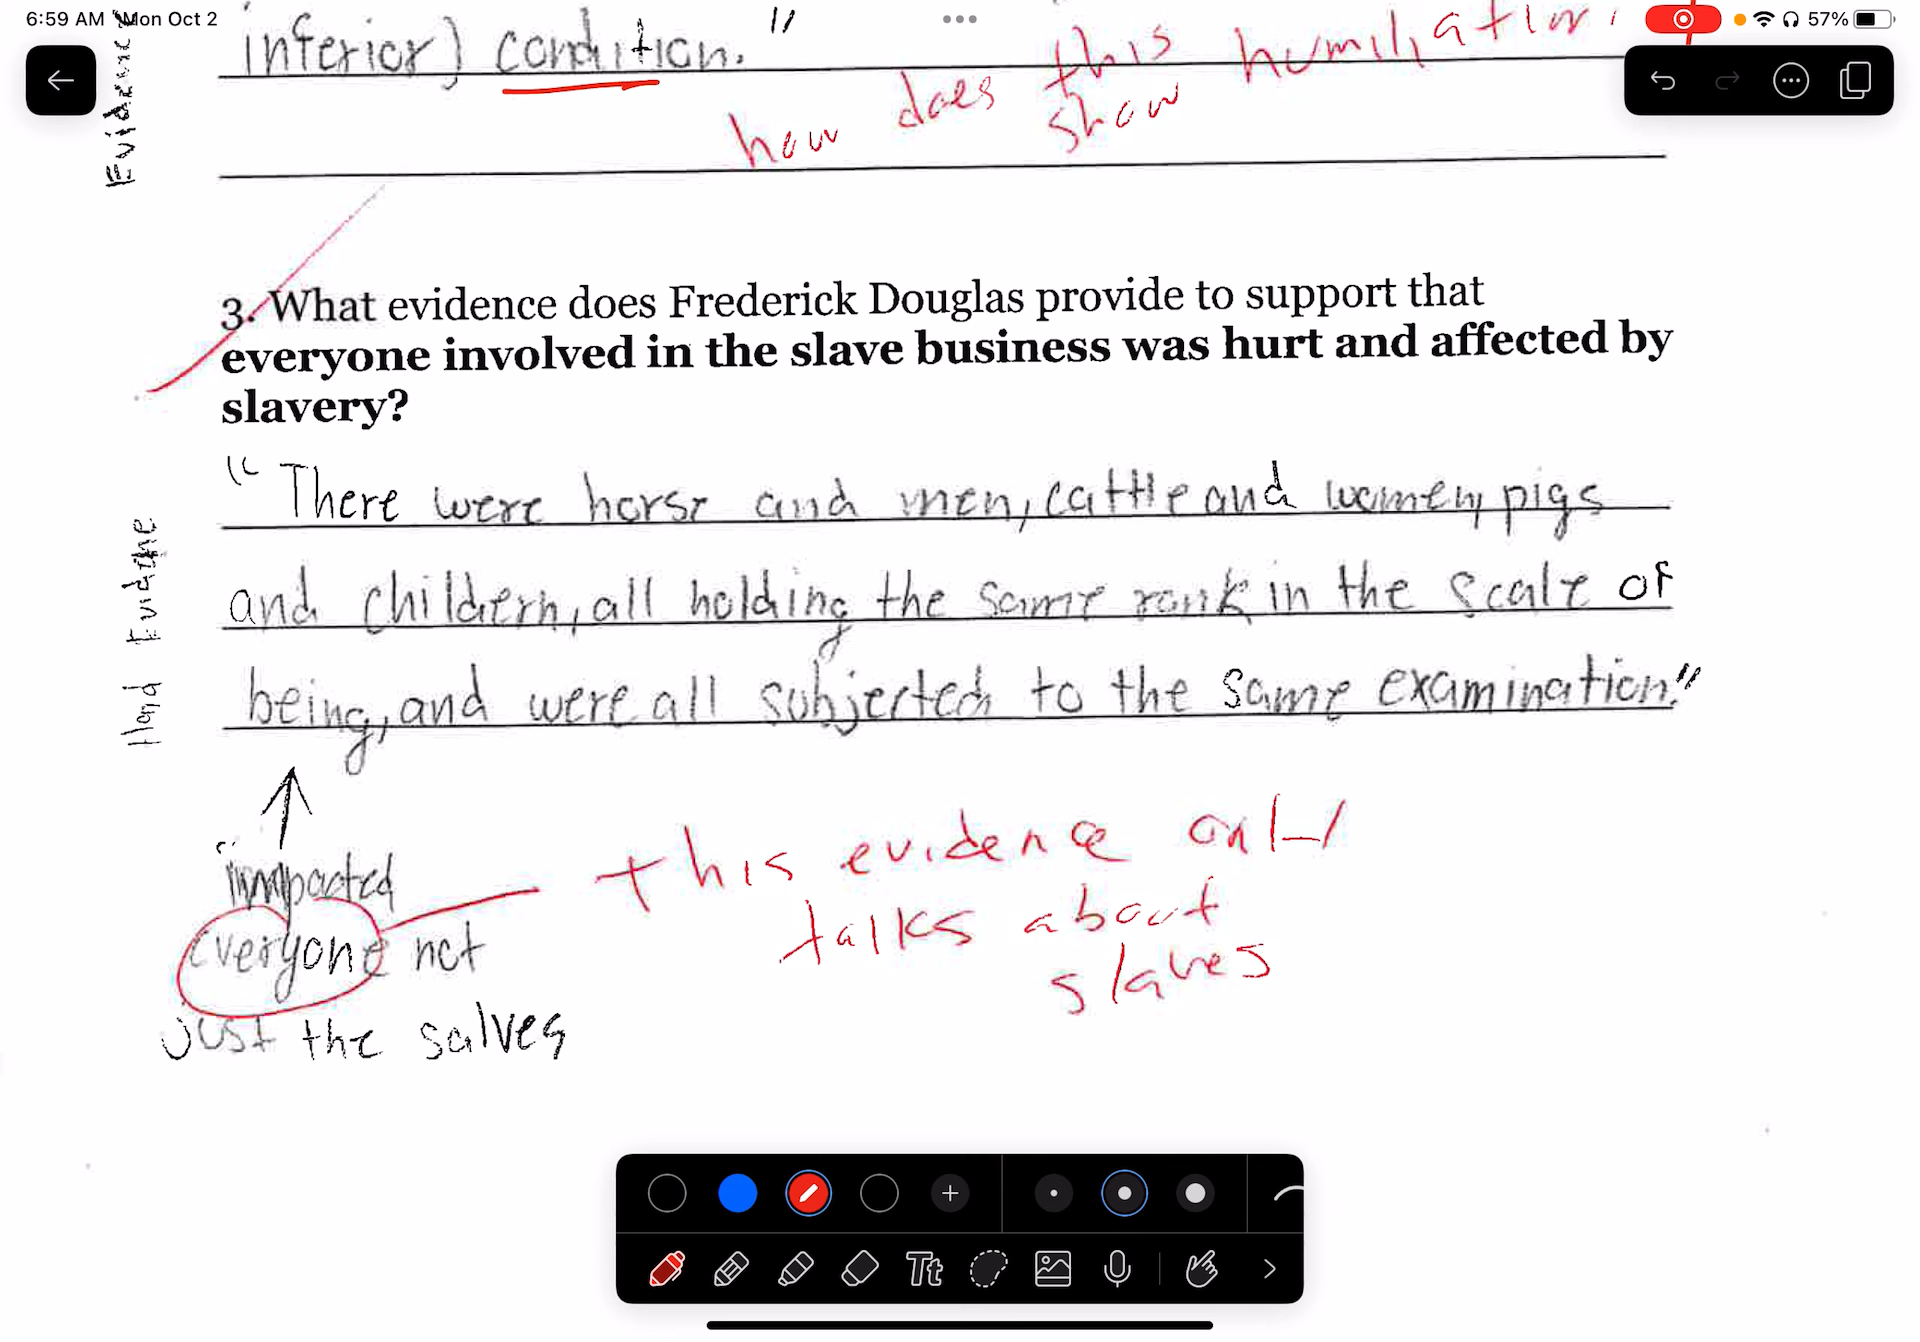 6:59 AM Mon Oct 2
57%
inferior) condition."
how does this show humiliation
Evidence
3. What evidence does Frederick Douglas provide to support that
everyone involved in the slave business was hurt and affected by
slavery?
"There were horse and men, cattle and women, pigs
and childern, all holding the same rank in the scale of
being, and were all subjected to the same examination."
Evidene
impacted
everyone not
just the salves
this evidence only
talks about
slaves
Tt